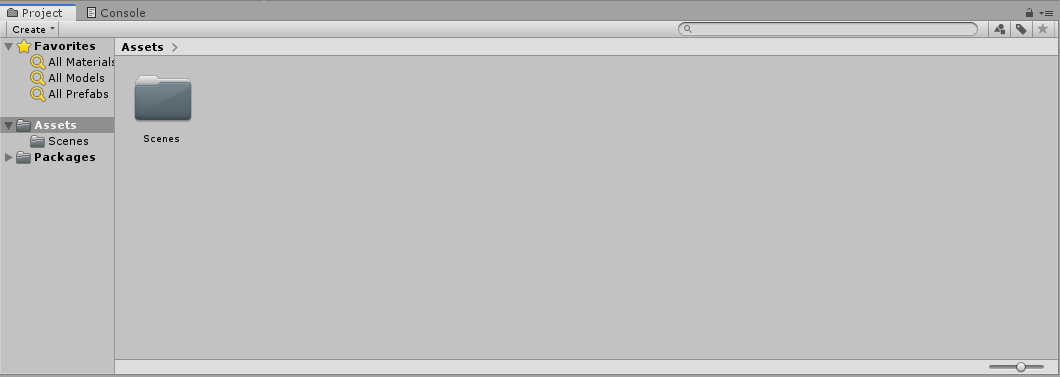 Project
Console
Create
Favorites
Assets
All Materials
All Models
All Prefabs
Assets
Scenes
Packages
Scenes